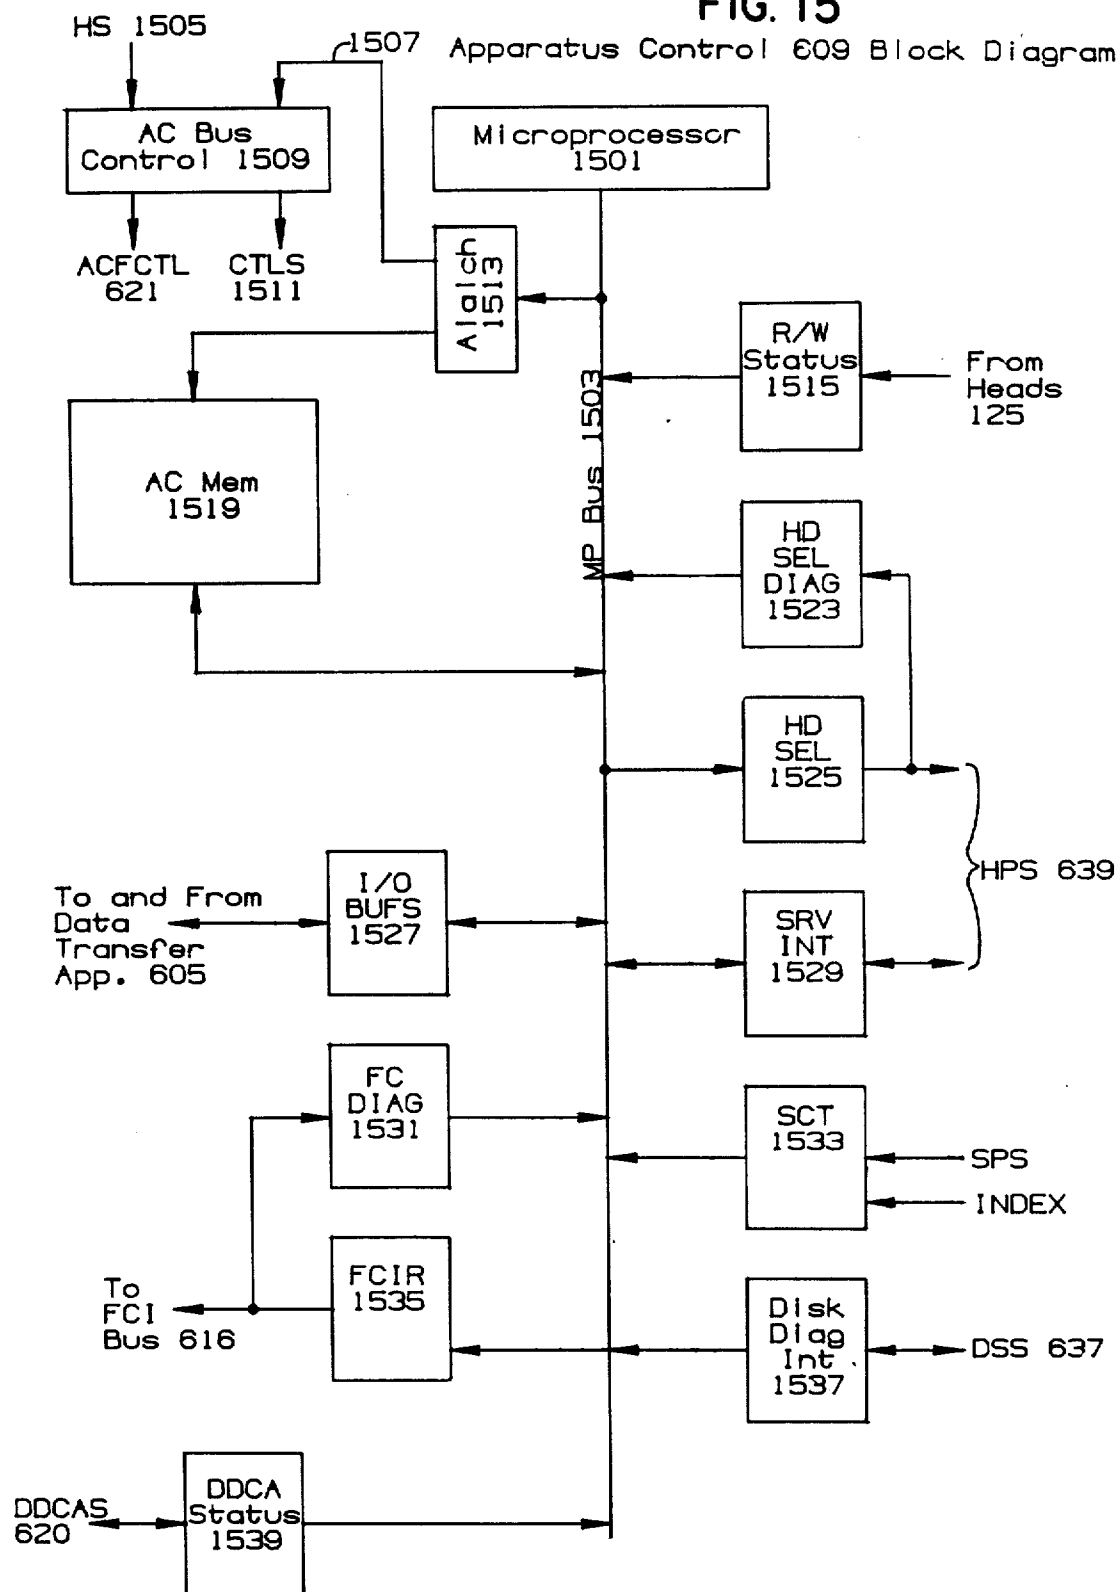 FIG. 15
Apparatus Control 609 Block Diagram
HS 1505
1507
AC Bus
Control 1509
Microprocessor
1501
ACFCTL
621
CTLS
1511
Alatch
1513
R/W
Status
1515
From
Heads
125
MP Bus 1503
AC Mem
1519
HD
SEL
DIAG
1523
HD
SEL
1525
HPS 639
To and From
Data
Transfer
App. 605
I/O
BUFS
1527
SRV
INT
1529
FC
DIAG
1531
SCT
1533
SPS
INDEX
To
FCI
Bus 616
FCIR
1535
Disk
Diag
Int
1537
DSS 637
DDCAS
620
DDCA
Status
1539